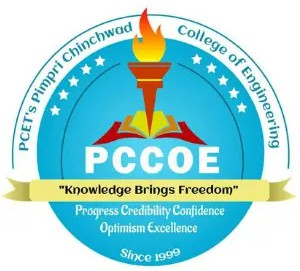 PCET's Pimpri Chinchwad College of Engineering
PCCOE
"Knowledge Brings Freedom"
Progress Credibility Confidence
Optimism Excellence
Since 1999